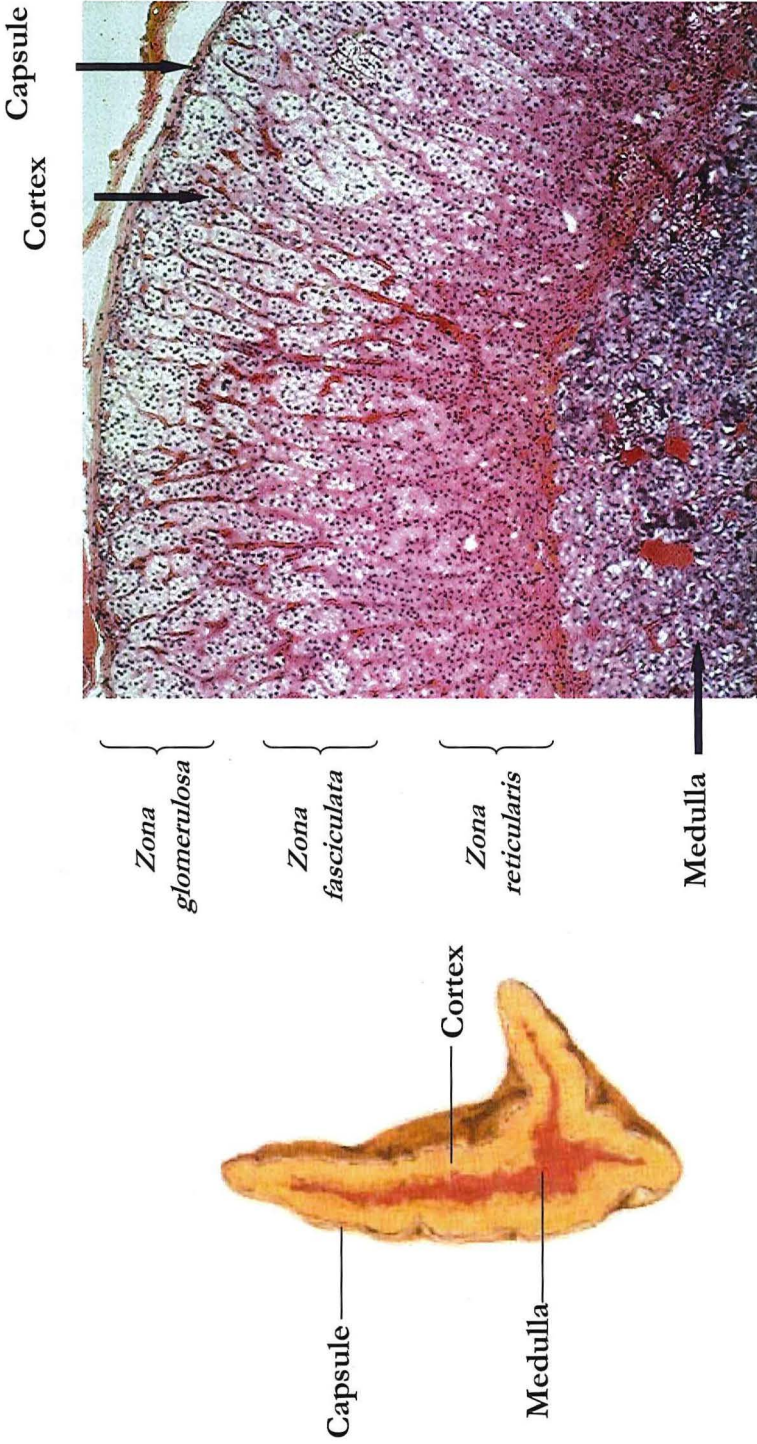 Capsule
Cortex
Medulla
Zona
glomerulosa
Zona
fasciculata
Zona
reticularis
Medulla
Capsule
Cortex